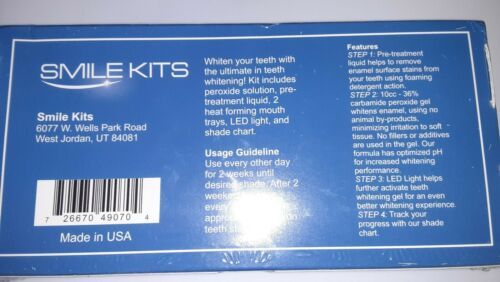 SMILE KITS
Smile Kits
6077 W. Wells Park Road
West Jordan, UT 84081
7 26670 49070 4
Made in USA
Whiten your teeth with
the ultimate in teeth
whitening! Kit includes
peroxide solution, pre-
treatment liquid, 2
heat forming mouth
trays, LED light, and
shade chart.
Usage Guideline
Use every other day
for 2 weeks until
desired shade. After 2
every
teeth
Features
STEP 1: Pre-treatment
liquid helps to remove
enamel surface stains from
your teeth using foaming
detergent action.
STEP 2: 10cc - 36%
carbamide peroxide gel
whitens enamel, using no
animal by-products,
minimizing irritation to soft
tissue. No fillers or additives
are used in the gel. Our
formula has optimized pH
for increased whitening
performance.
STEP 3: LED Light helps
further activate teeth
whitening gel for an even
better whitening experience.
STEP 4: Track your
progress with our shade
chart.